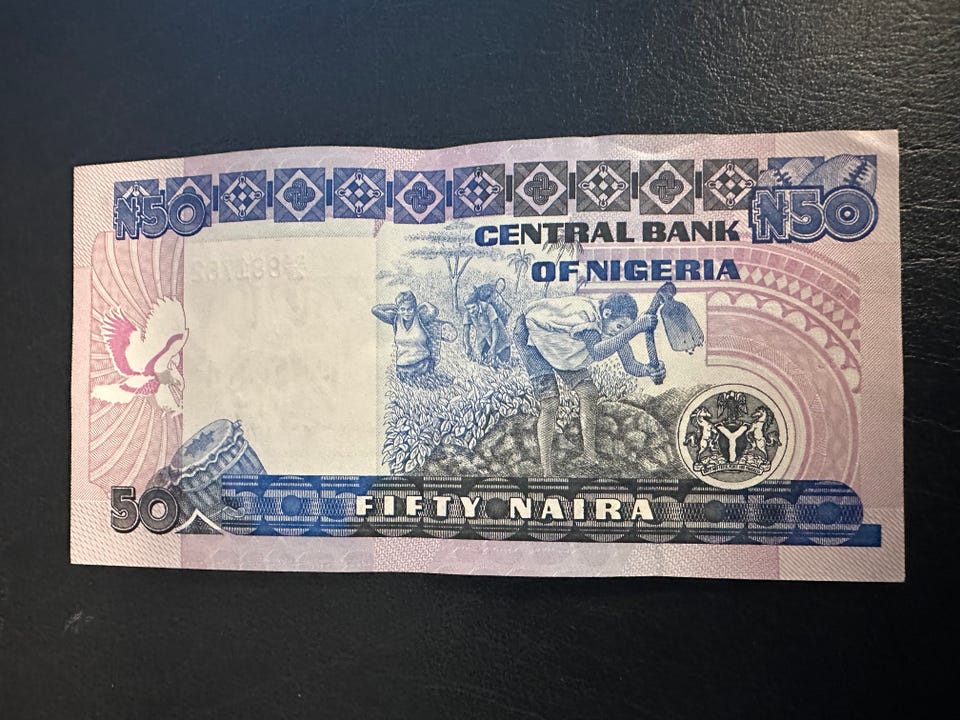 ₦50
₦50
CENTRAL BANK
OF NIGERIA
50
FIFTY NAIRA